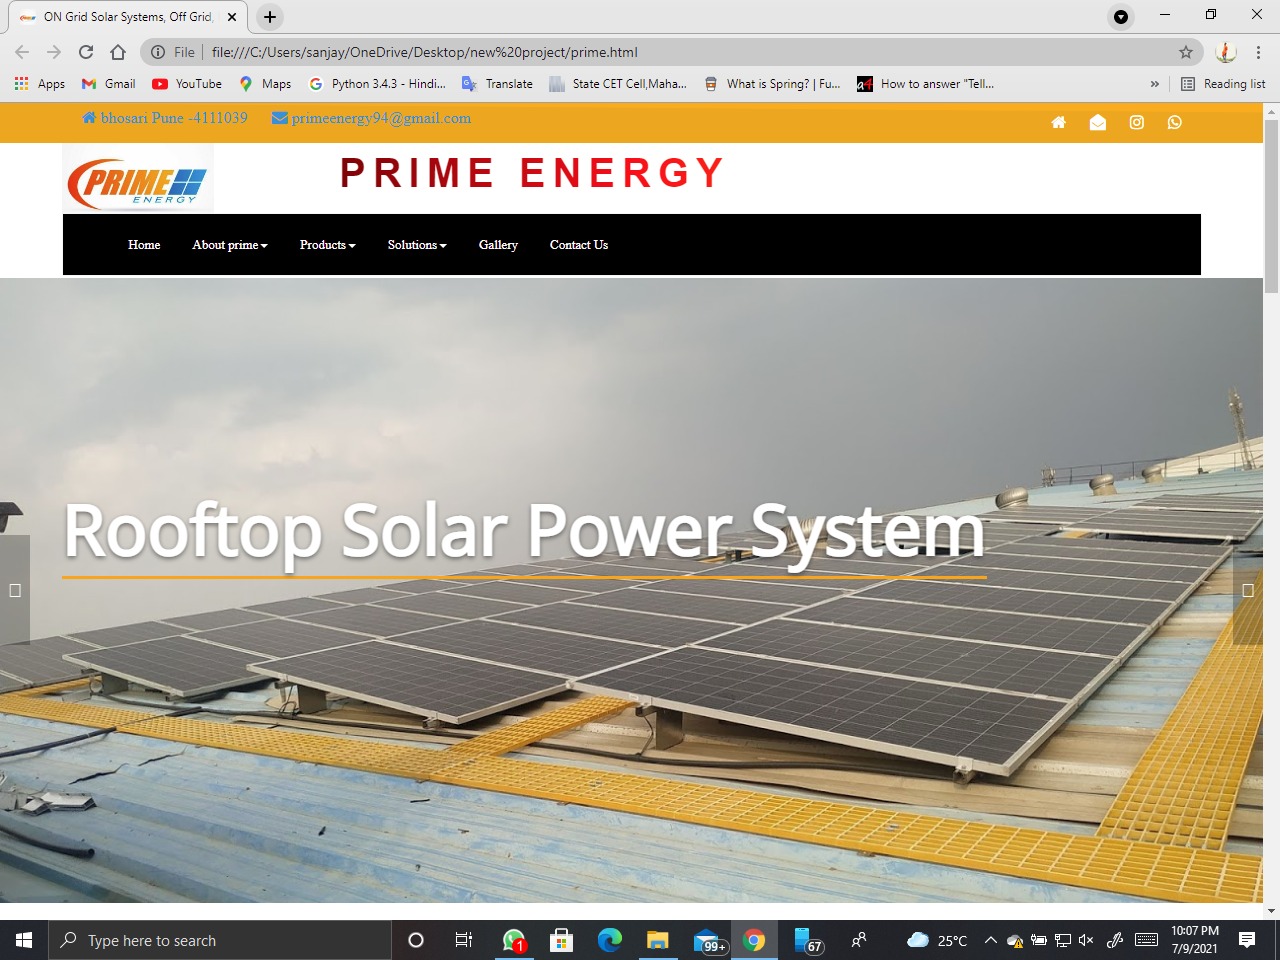 ON Grid Solar Systems, Off Grid,
File file:///C:/Users/sanjay/OneDrive/Desktop/new%20project/prime.html
Apps Gmail YouTube Maps Python 3.4.3 - Hindi... Translate State CET Cell,Maha... What is Spring? | Fu... How to answer "Tell... » Reading list
bhosari Pune -4111039 primeenergy94@gmail.com
PRIME ENERGY
PRIME
ENERGY
Home About prime Products Solutions Gallery Contact Us
Rooftop Solar Power System
Type here to search
1
99+
67
25°C
10:07 PM
7/9/2021